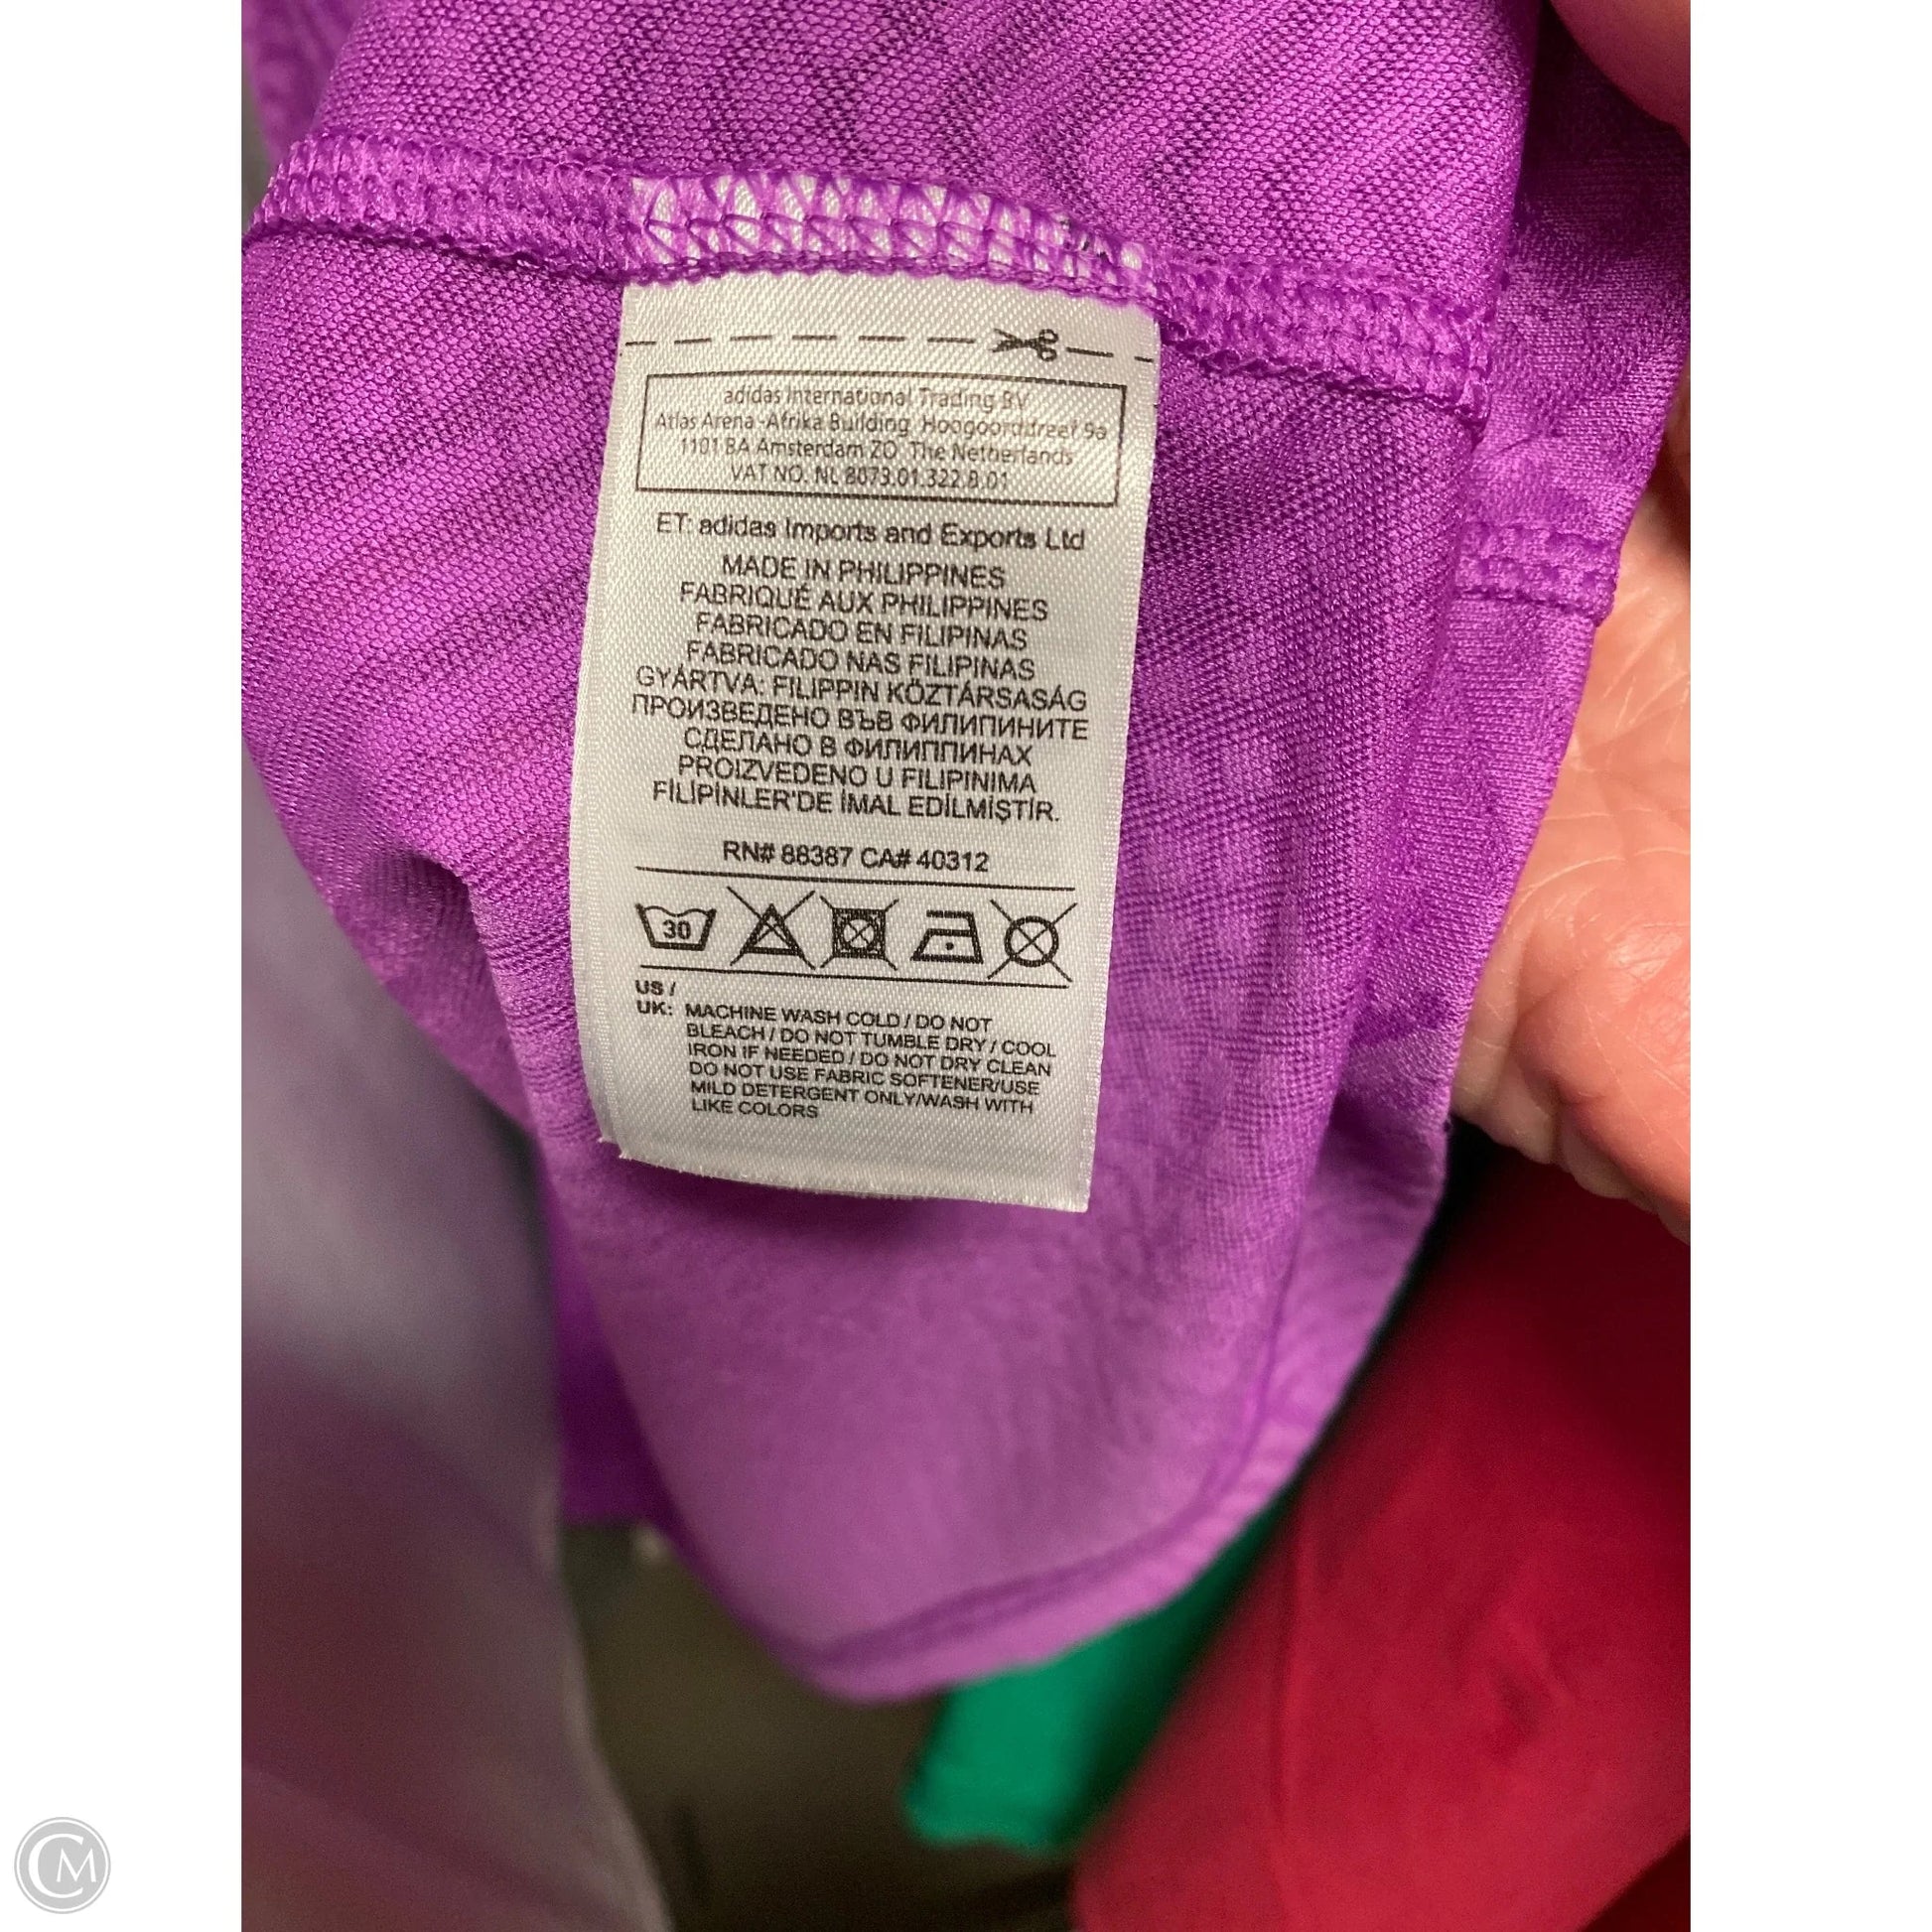 adidas International Trading BV
Atlas Arena-Afrika Building, Hoogoorddreef 9a
1101 BA Amsterdam ZO The Netherlands
VAT NO. NL 8073.01.322.B.01
ET: adidas Imports and Exports Ltd
MADE IN PHILIPPINES
FABRIQUÉ AUX PHILIPPINES
FABRICADO EN FILIPINAS
FABRICADO NAS FILIPINAS
GYÁRTVA: FILIPPIN KÖZTÁRSASÁG
ПРОИЗВЕДЕНО ВЪВ ФИЛИПИНИТЕ
СДЕЛАНО В ФИЛИППИНАХ
PROIZVEDENO U FILIPINIMA
FİLİPİNLER'DE İMAL EDİLMİŞTİR.
RN# 88387 CA# 40312
30
US /
UK: MACHINE WASH COLD / DO NOT
BLEACH / DO NOT TUMBLE DRY / COOL
IRON IF NEEDED / DO NOT DRY CLEAN
DO NOT USE FABRIC SOFTENER/USE
MILD DETERGENT ONLY/WASH WITH
LIKE COLORS
CM